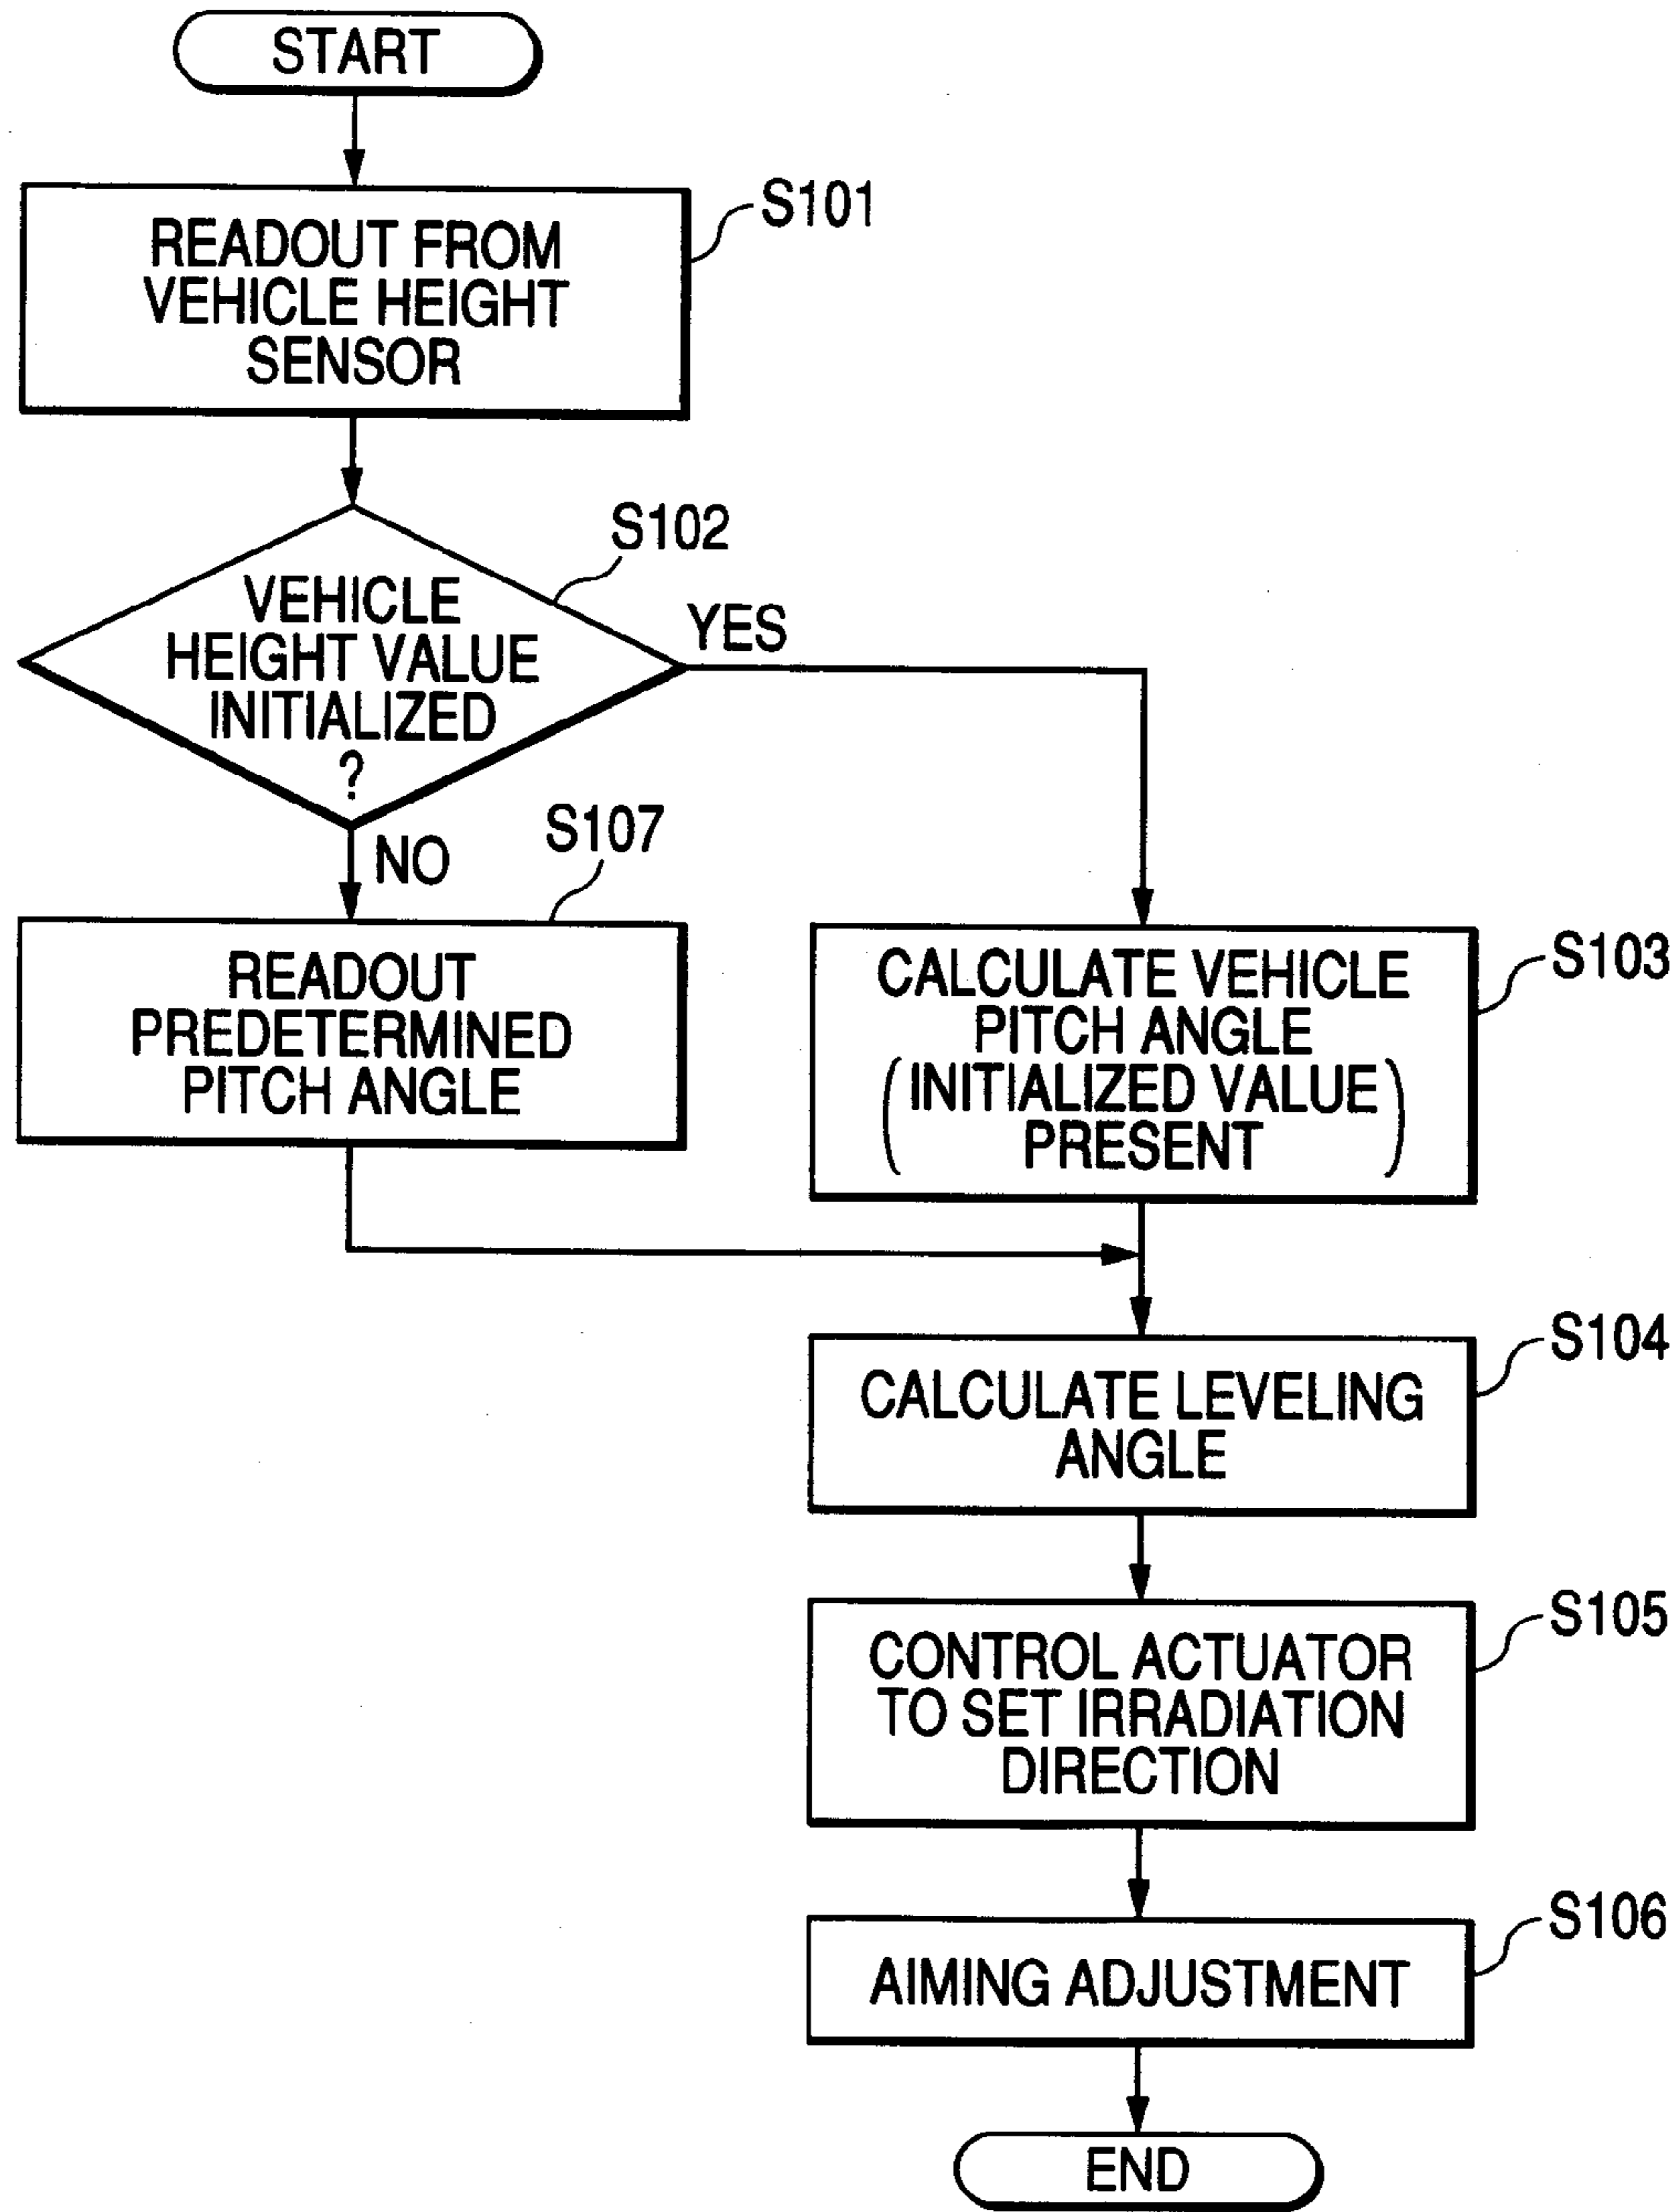 START
S101
READOUT FROM
VEHICLE HEIGHT
SENSOR
S102
VEHICLE
HEIGHT VALUE
INITIALIZED
?
YES
NO
S107
READOUT
PREDETERMINED
PITCH ANGLE
S103
CALCULATE VEHICLE
PITCH ANGLE
(INITIALIZED VALUE
PRESENT)
S104
CALCULATE LEVELING
ANGLE
S105
CONTROL ACTUATOR
TO SET IRRADIATION
DIRECTION
S106
AIMING ADJUSTMENT
END